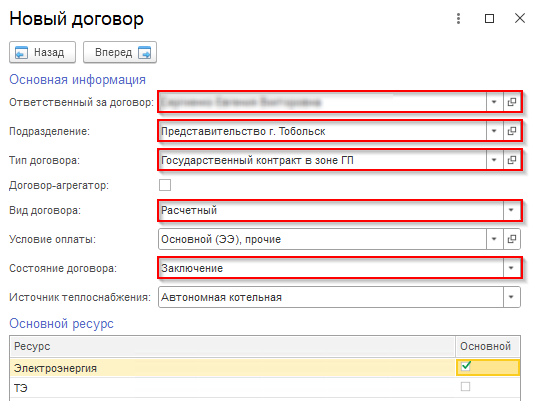 Новый договор
Назад Вперед
Основная информация
Ответственный за договор:
Подразделение: Представительство г. Тобольск
Тип договора: Государственный контракт в зоне ГП
Договор-агрегатор:
Вид договора: Расчетный
Условие оплаты: Основной (ЭЭ), прочие
Состояние договора: Заключение
Источник теплоснабжения: Автономная котельная
Основной ресурс
Ресурс Основной
Электроэнергия
ТЭ